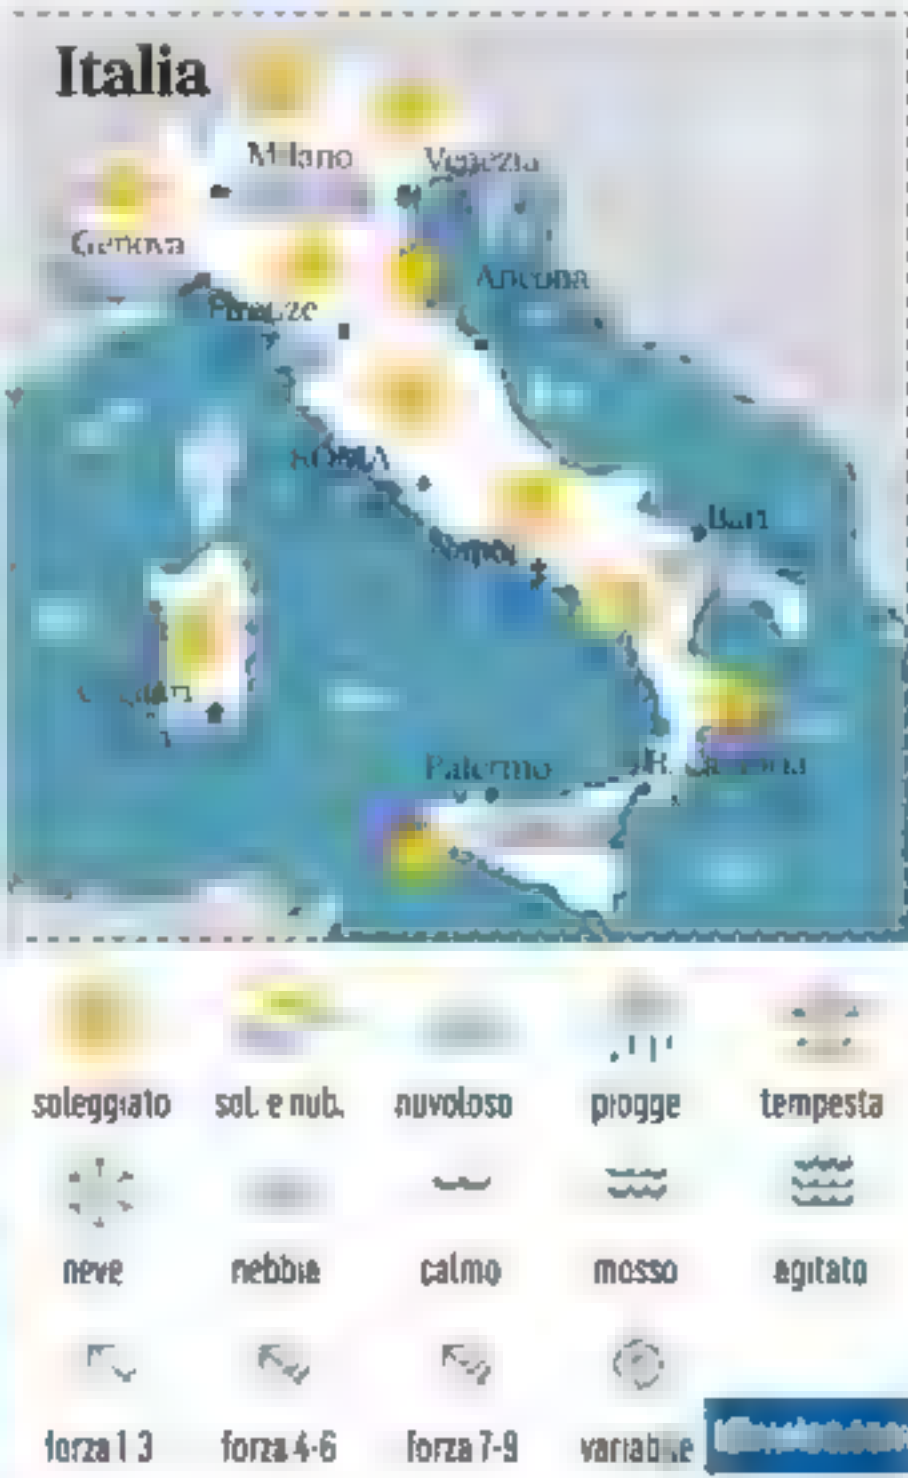 Italia
Milano
Venezia
Genova
Ancona
Firenze
ROMA
Bari
Napoli
Palermo
soleggiato sol. e nub. nuvoloso piogge tempesta
neve nebbia calmo mosso agitato
forza 1-3 forza 4-6 forza 7-9 variabile